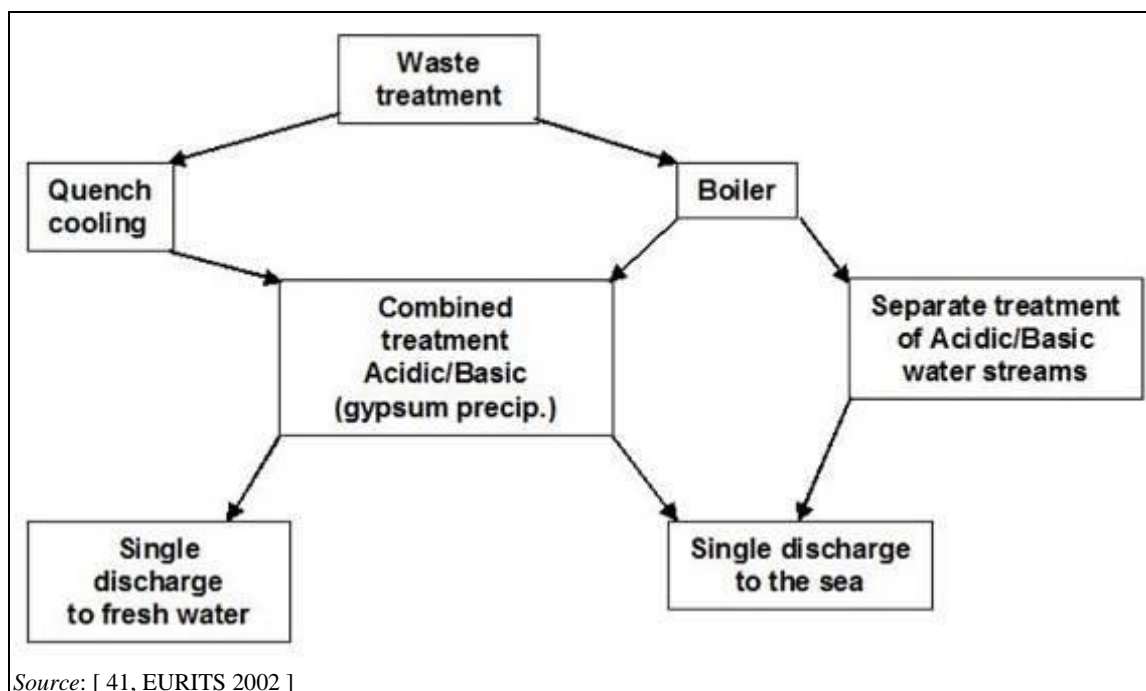 Waste
treatment
Quench
cooling
Boiler
Combined
treatment
Acidic/Basic
(gypsum precip.)
Separate treatment
of Acidic/Basic
water streams
Single
discharge
to fresh water
Single discharge
to the sea
Source: [ 41, EURITS 2002 ]